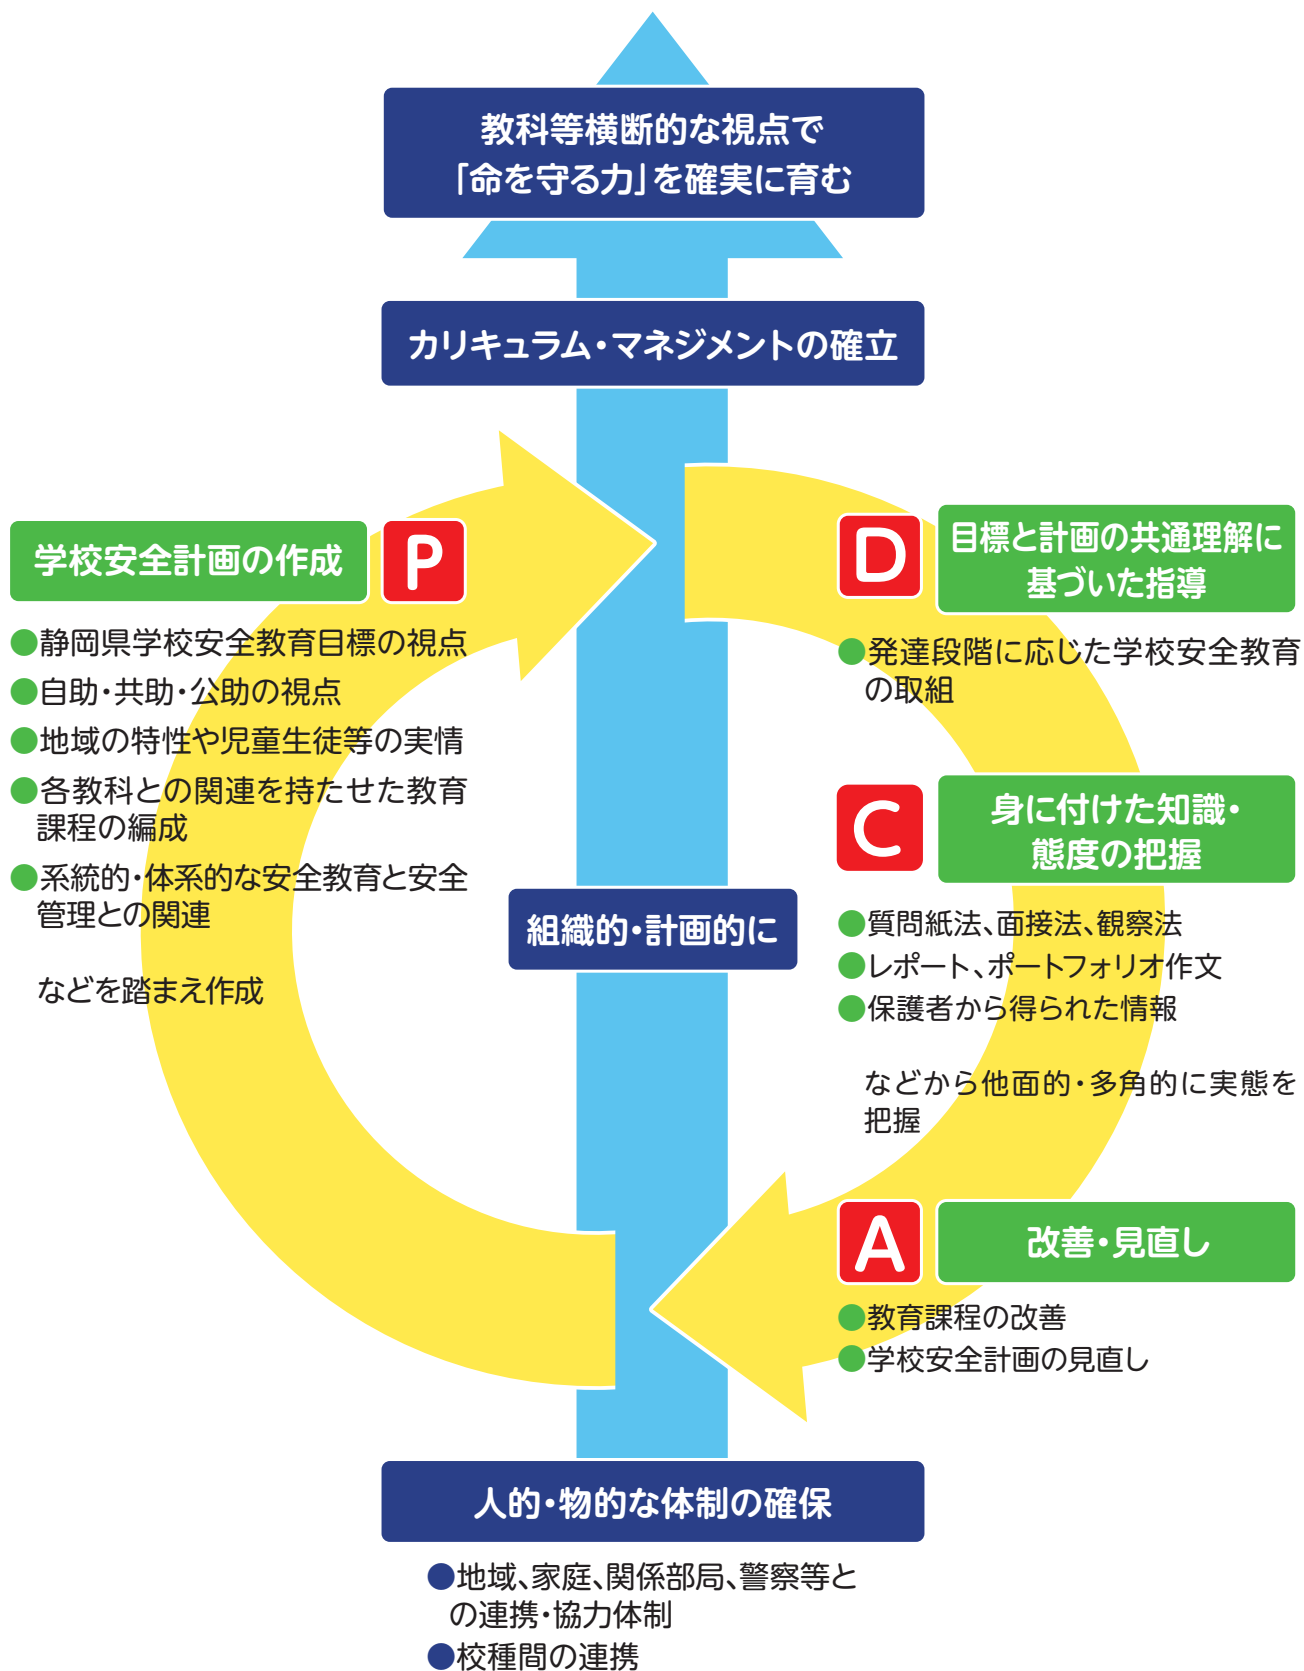 教科等横断的な視点で
「命を守る力」を確実に育む
カリキュラム・マネジメントの確立
学校安全計画の作成
P
●静岡県学校安全教育目標の視点
●自助・共助・公助の視点
●地域の特性や児童生徒等の実情
●各教科との関連を持たせた教育
課程の編成
●系統的・体系的な安全教育と安全
管理との関連
などを踏まえ作成
D
目標と計画の共通理解に
基づいた指導
●発達段階に応じた学校安全教育
の取組
C
身に付けた知識・
態度の把握
●質問紙法、面接法、観察法
●レポート、ポートフォリオ作文
●保護者から得られた情報
などから他面的・多角的に実態を
把握
組織的・計画的に
A
改善・見直し
●教育課程の改善
●学校安全計画の見直し
人的・物的な体制の確保
●地域、家庭、関係部局、警察等と
の連携・協力体制
●校種間の連携